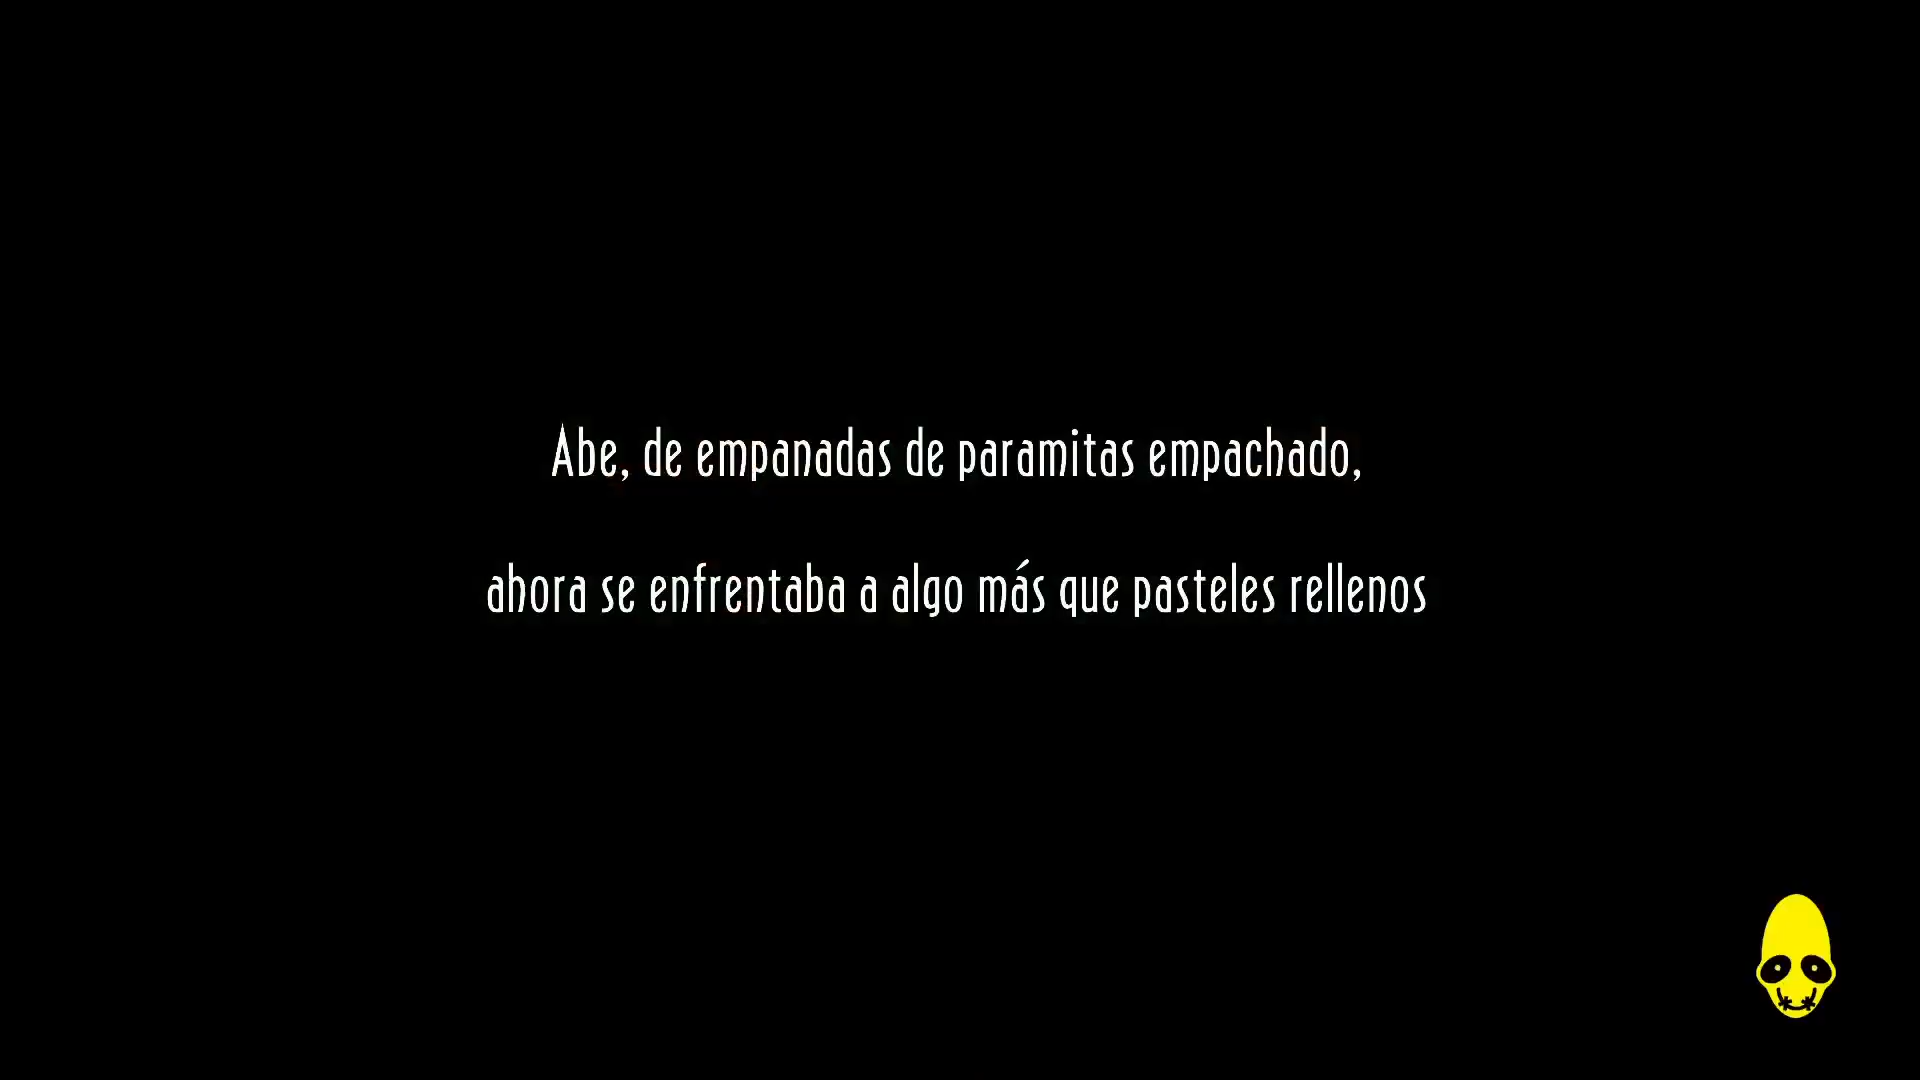 Abe, de empanadas de paramitas empachado,
ahora se enfrentaba a algo más que pasteles rellenos